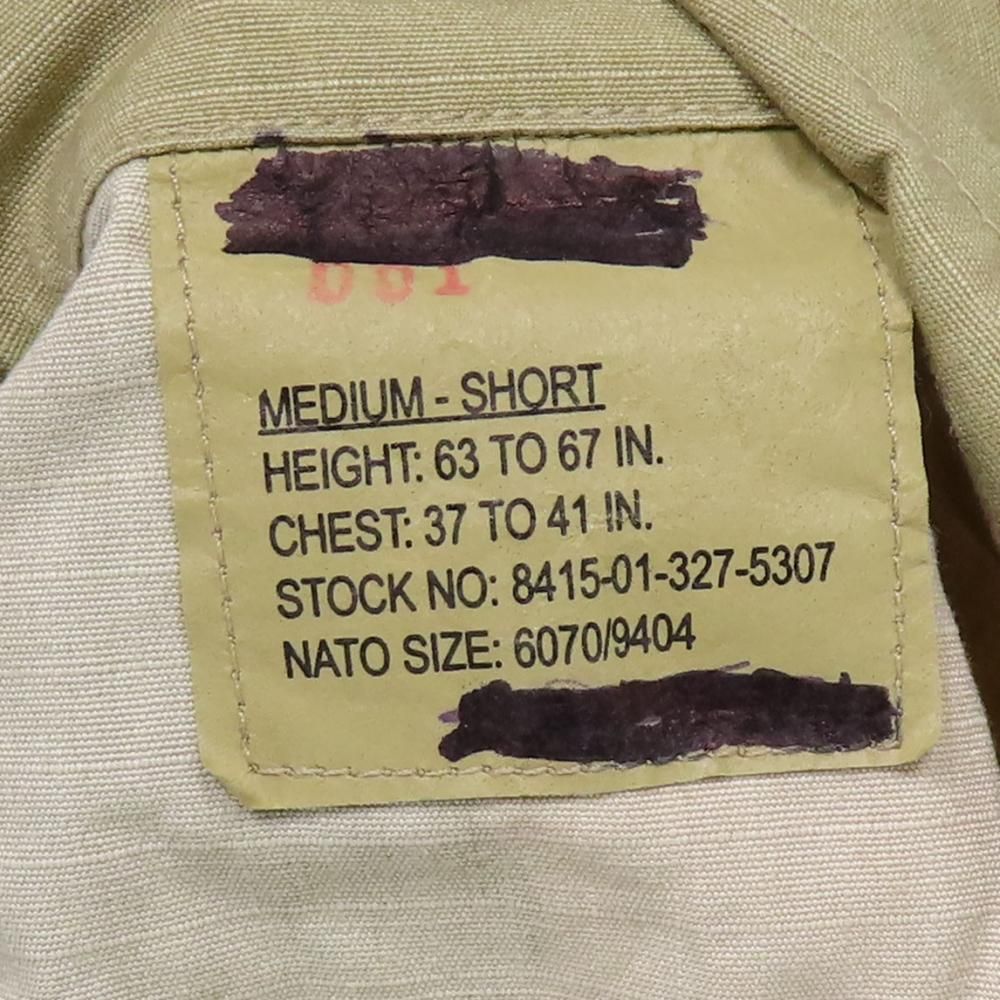 MEDIUM - SHORT
HEIGHT: 63 TO 67 IN.
CHEST: 37 TO 41 IN.
STOCK NO: 8415-01-327-5307
NATO SIZE: 6070/9404